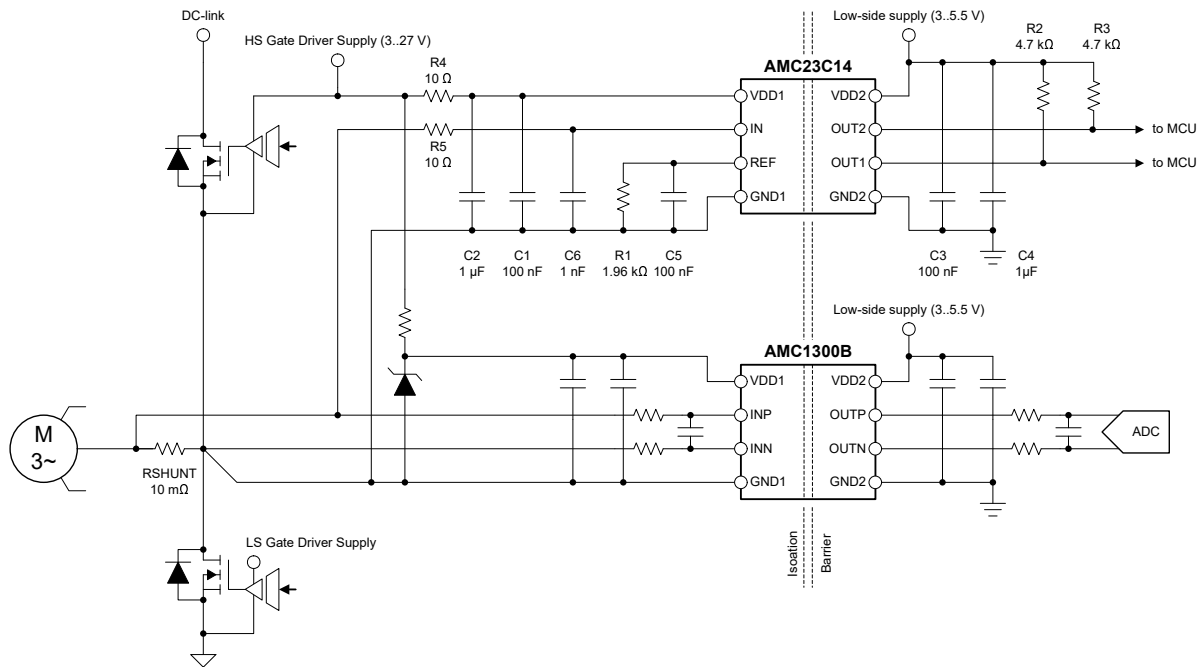 DC-link
HS Gate Driver Supply (3..27 V)
R4
10 Ω
R5
10 Ω
Low-side supply (3..5.5 V)
R2
4.7 kΩ
R3
4.7 kΩ
AMC23C14
VDD1
IN
REF
GND1
VDD2
OUT2
OUT1
GND2
to MCU
to MCU
C2
1 µF
C1
100 nF
C6
1 nF
R1
1.96 kΩ
C5
100 nF
C3
100 nF
C4
1µF
Low-side supply (3..5.5 V)
AMC1300B
VDD1
INP
INN
GND1
VDD2
OUTP
OUTN
GND2
ADC
M
3~
RSHUNT
10 mΩ
LS Gate Driver Supply
Isoation
Barrier